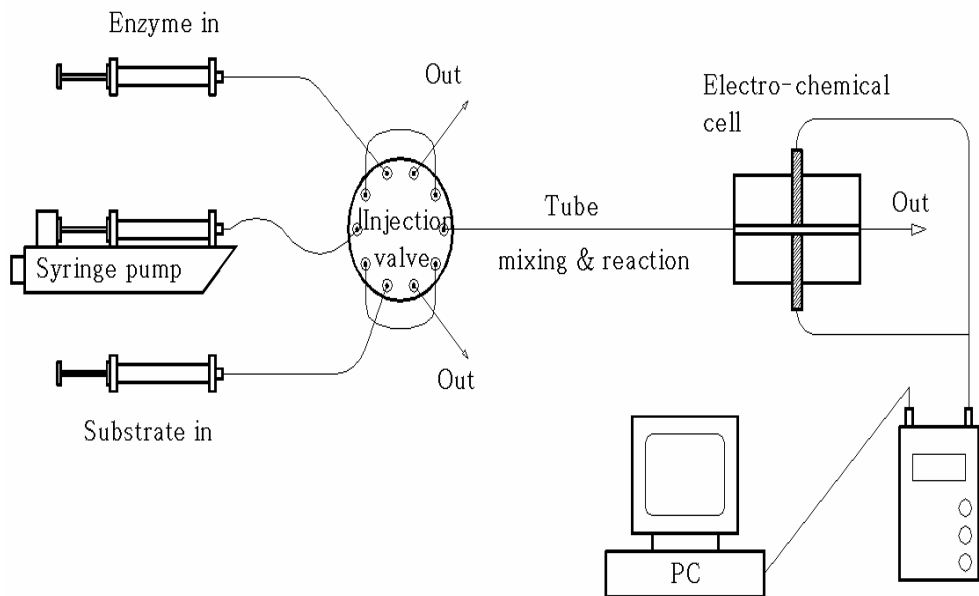 Enzyme in
Out
Electro-chemical
cell
Injection
valve
Tube
mixing & reaction
Out
Syringe pump
Out
Substrate in
PC